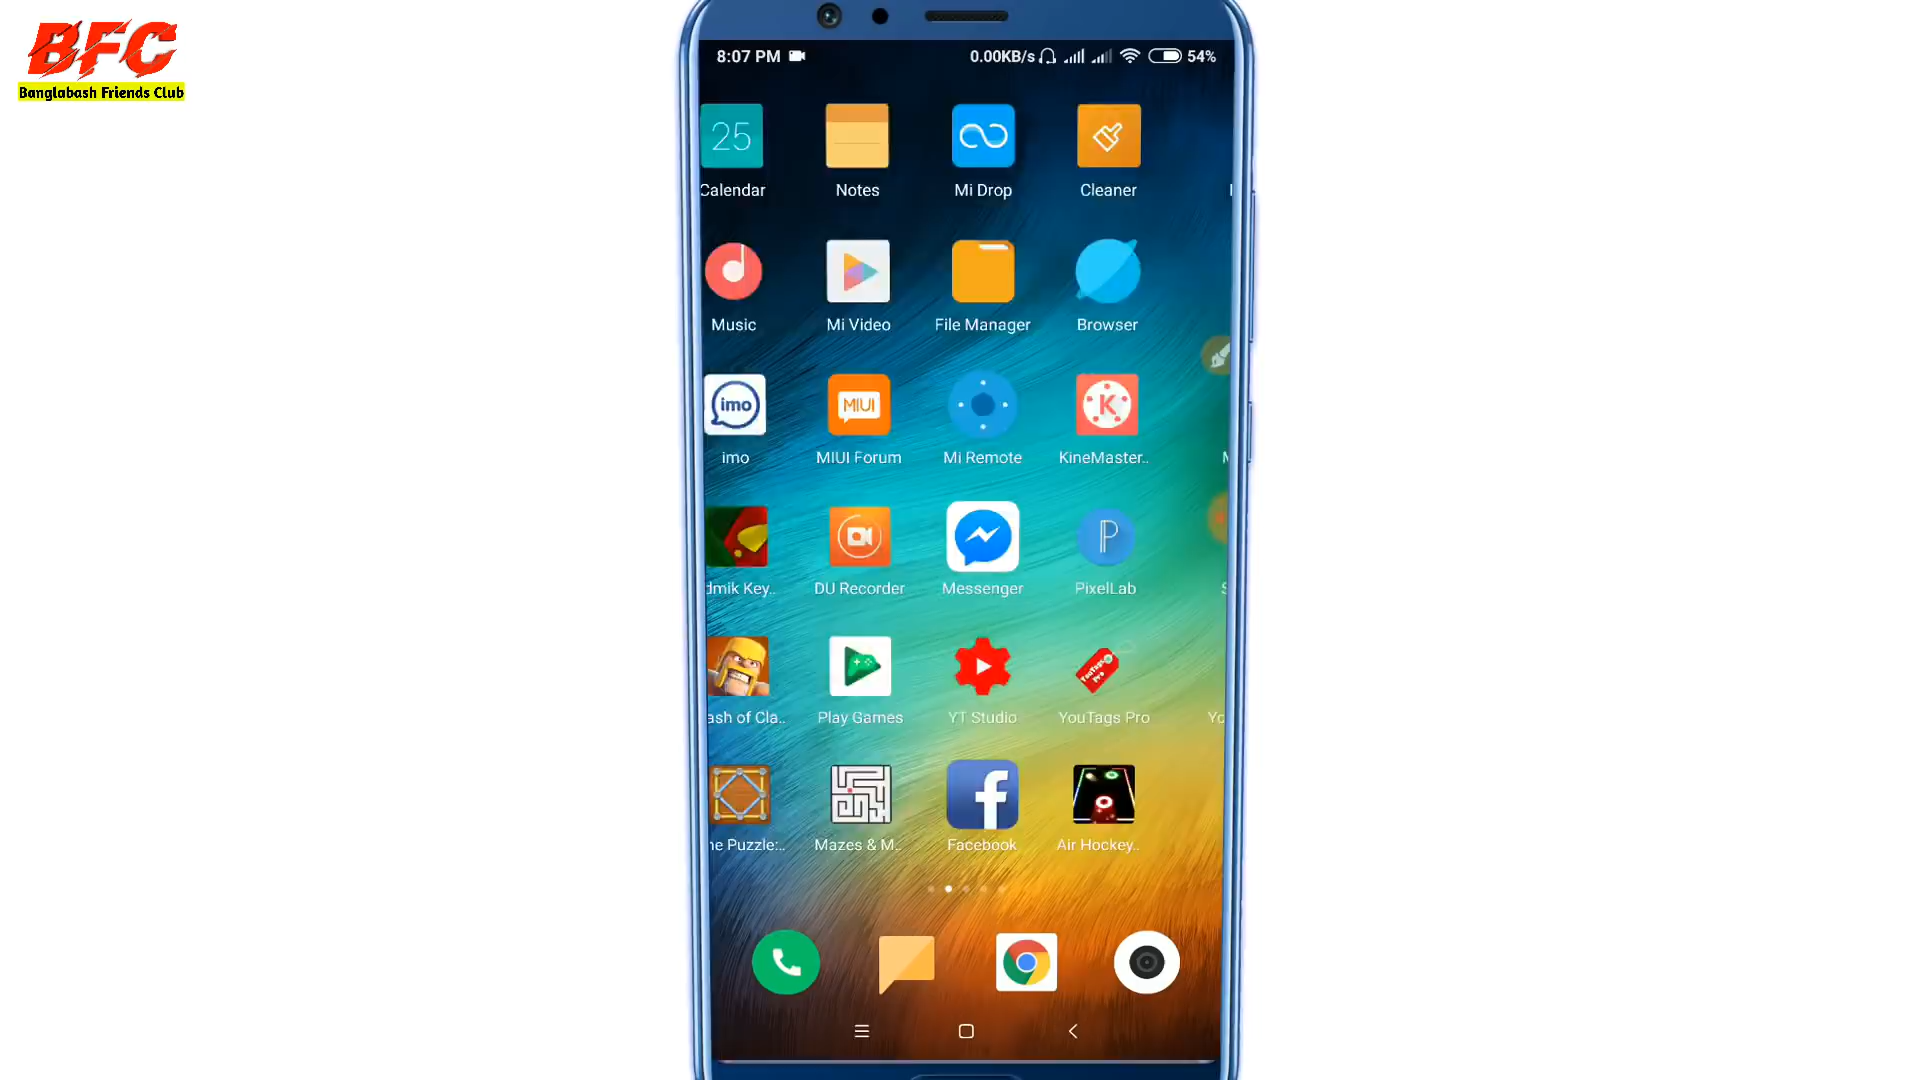 BFC
Banglabash Friends Club
8:07 PM 0.00KB/s 54%
25
Calendar Notes Mi Drop Cleaner
Music Mi Video File Manager Browser
imo MIUI K
imo MIUI Forum Mi Remote KineMaster..
P
dmik Key.. DU Recorder Messenger PixelLab
YouTags Pro
ash of Cla.. Play Games YT Studio YouTags Pro Yo
f
ne Puzzle:.. Mazes & M.. Facebook Air Hockey..